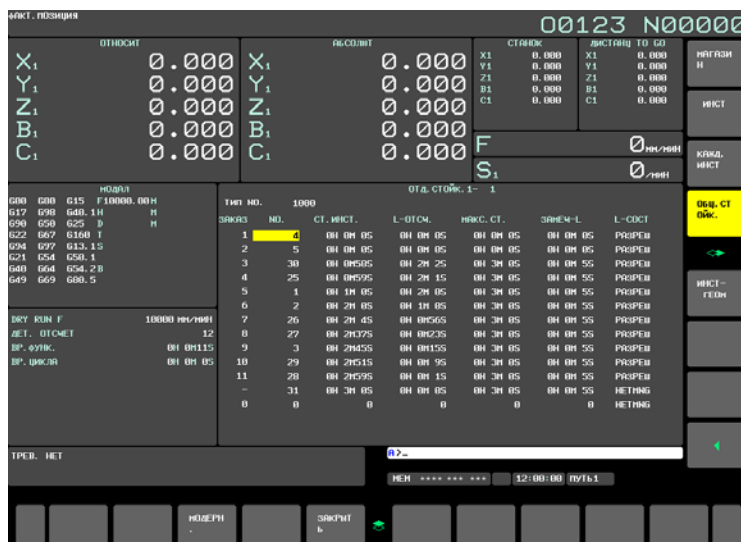 ФАКТ. ПОЗИЦИЯ
O0123 N00000
ОТНОСИТ
X1 0.000
Y1 0.000
Z1 0.000
B1 0.000
C1 0.000
АБСОЛЮТ
X1 0.000
Y1 0.000
Z1 0.000
B1 0.000
C1 0.000
СТАНОК
X1 0.000
Y1 0.000
Z1 0.000
B1 0.000
C1 0.000
ДИСТАНЦ TO GO
X1 0.000
Y1 0.000
Z1 0.000
B1 0.000
C1 0.000
F 0 ММ/МИН
S1 0 /МИН
МОДАЛ
G00 G80 G15 F10000.00 M
G17 G98 G40.1 H M
G90 G50 G25 D M
G22 G67 G160 T
G94 G97 G13.1 S
G21 G54 G50.1
G40 G64 G54.2 B
G49 G69 G80.5
DRY RUN F 10000 ММ/МИН
ДЕТ. ОТСЧЕТ 12
ВР. ФУНК. 0H 0M11S
ВР. ЦИКЛА 0H 0M 0S
ОТД. СТОЙК. 1- 1
ТИП NO. 1000
ЗАКАЗ NO. СТ. ИНСТ. L-ОТСЧ. МАКС. СТ. ЗАМЕЧ-L L-СОСТ
1 4 0H 0M 0S 0H 0M 0S 0H 0M 0S 0H 0M 0S РАЗРЕШ
2 5 0H 0M 0S 0H 0M 0S 0H 0M 0S 0H 0M 0S РАЗРЕШ
3 30 0H 0M50S 0H 2M 2S 0H 3M 0S 0H 0M 5S РАЗРЕШ
4 25 0H 0M59S 0H 2M 1S 0H 3M 0S 0H 0M 5S РАЗРЕШ
5 1 0H 1M 0S 0H 2M 0S 0H 3M 0S 0H 0M 5S РАЗРЕШ
6 2 0H 2M 0S 0H 1M 0S 0H 3M 0S 0H 0M 5S РАЗРЕШ
7 26 0H 2M 4S 0H 0M56S 0H 3M 0S 0H 0M 5S РАЗРЕШ
8 27 0H 2M37S 0H 0M23S 0H 3M 0S 0H 0M 5S РАЗРЕШ
9 3 0H 2M45S 0H 0M15S 0H 3M 0S 0H 0M 5S РАЗРЕШ
10 29 0H 2M51S 0H 0M 9S 0H 3M 0S 0H 0M 5S РАЗРЕШ
11 28 0H 2M59S 0H 0M 1S 0H 3M 0S 0H 0M 5S РАЗРЕШ
- 31 0H 3M 0S 0H 0M 0S 0H 3M 0S 0H 0M 5S НЕТMNG
0 0 0 0 0 0 НЕТMNG
ТРЕВ. НЕТ
A>_
МЕМ **** *** *** 12:00:00 ПУТЬ1
МАГАЗИ
Н
ИНСТ
КАЖД.
ИНСТ
ОБЩ. СТ
ОЙК.
ИНСТ-
ГЕОМ
МОДЕРН
.
ЗАКРЫТ
Ь